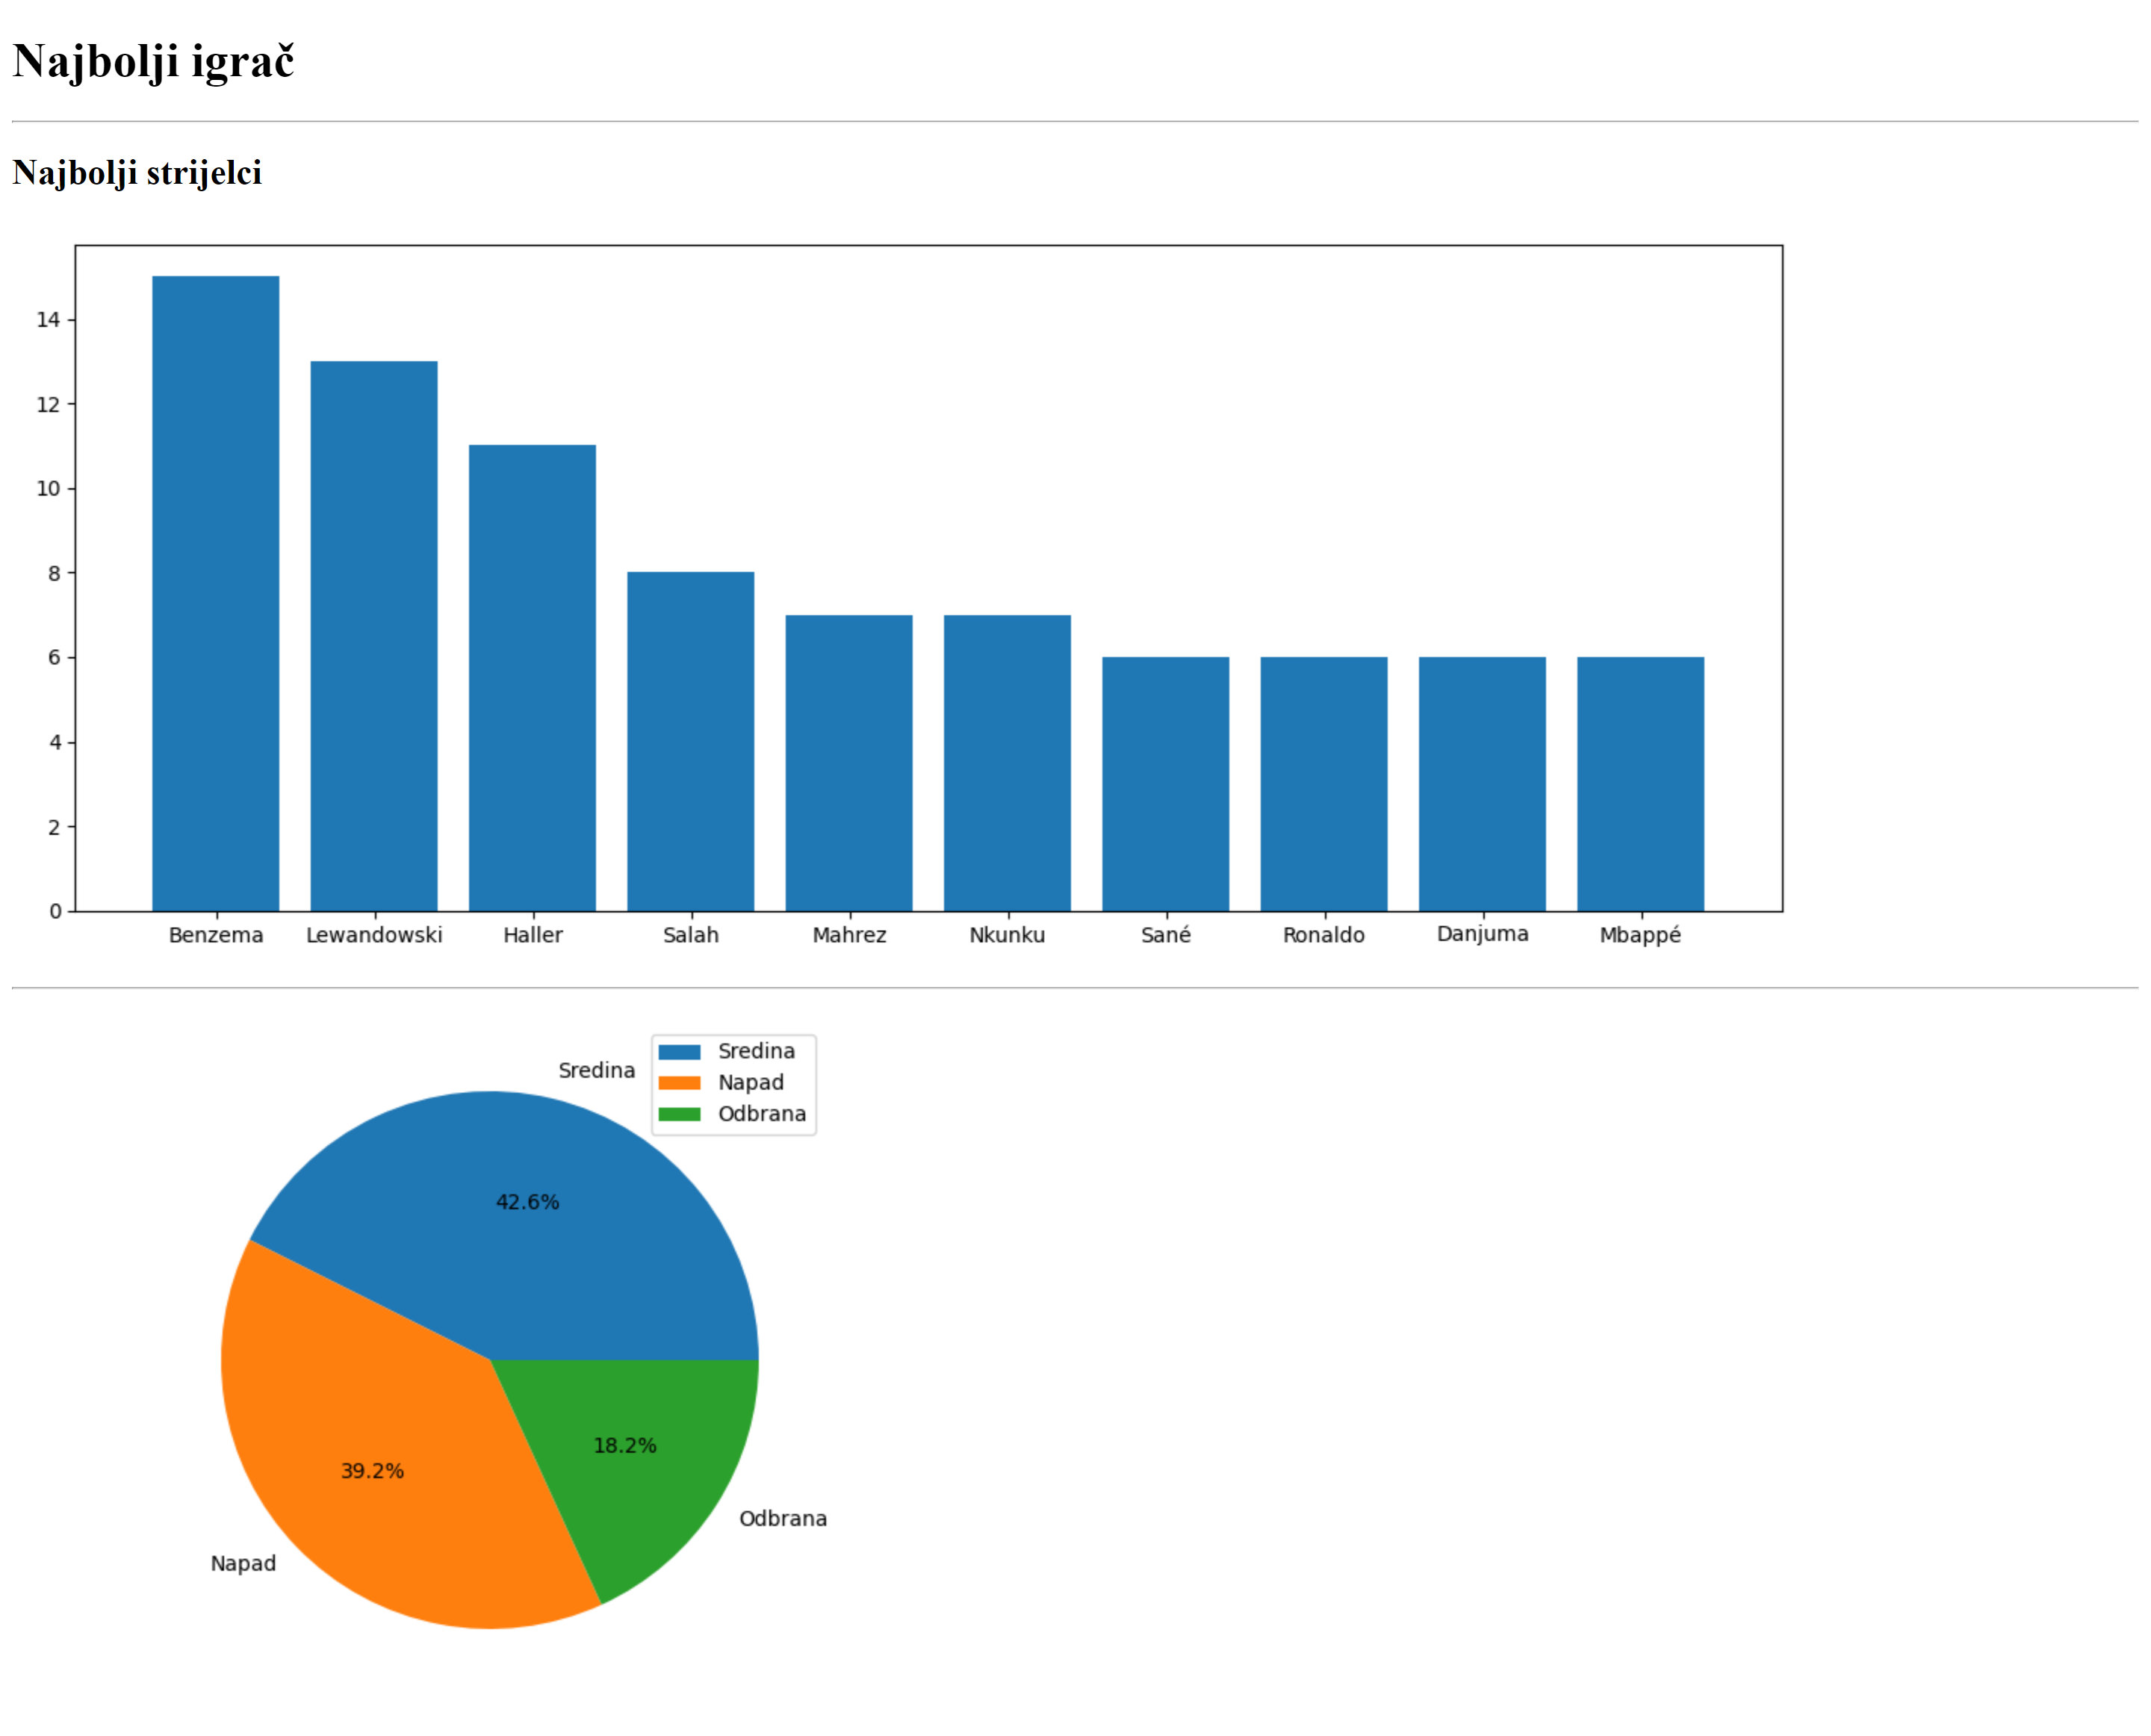 Najbolji igrač
Najbolji strijelci
14
12
10
8
6
4
2
0
Benzema Lewandowski Haller Salah Mahrez Nkunku Sané Ronaldo Danjuma Mbappé
Sredina
Napad
Odbrana
Sredina
42.6%
39.2%
18.2%
Odbrana
Napad